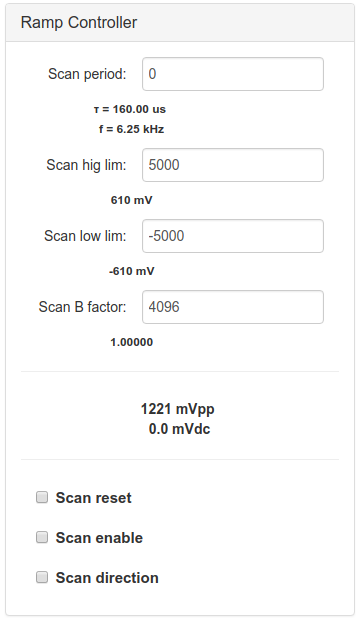 Ramp Controller
Scan period: 0
τ = 160.00 us
f = 6.25 kHz
Scan hig lim: 5000
610 mV
Scan low lim: -5000
-610 mV
Scan B factor: 4096
1.00000
1221 mVpp
0.0 mVdc
Scan reset
Scan enable
Scan direction